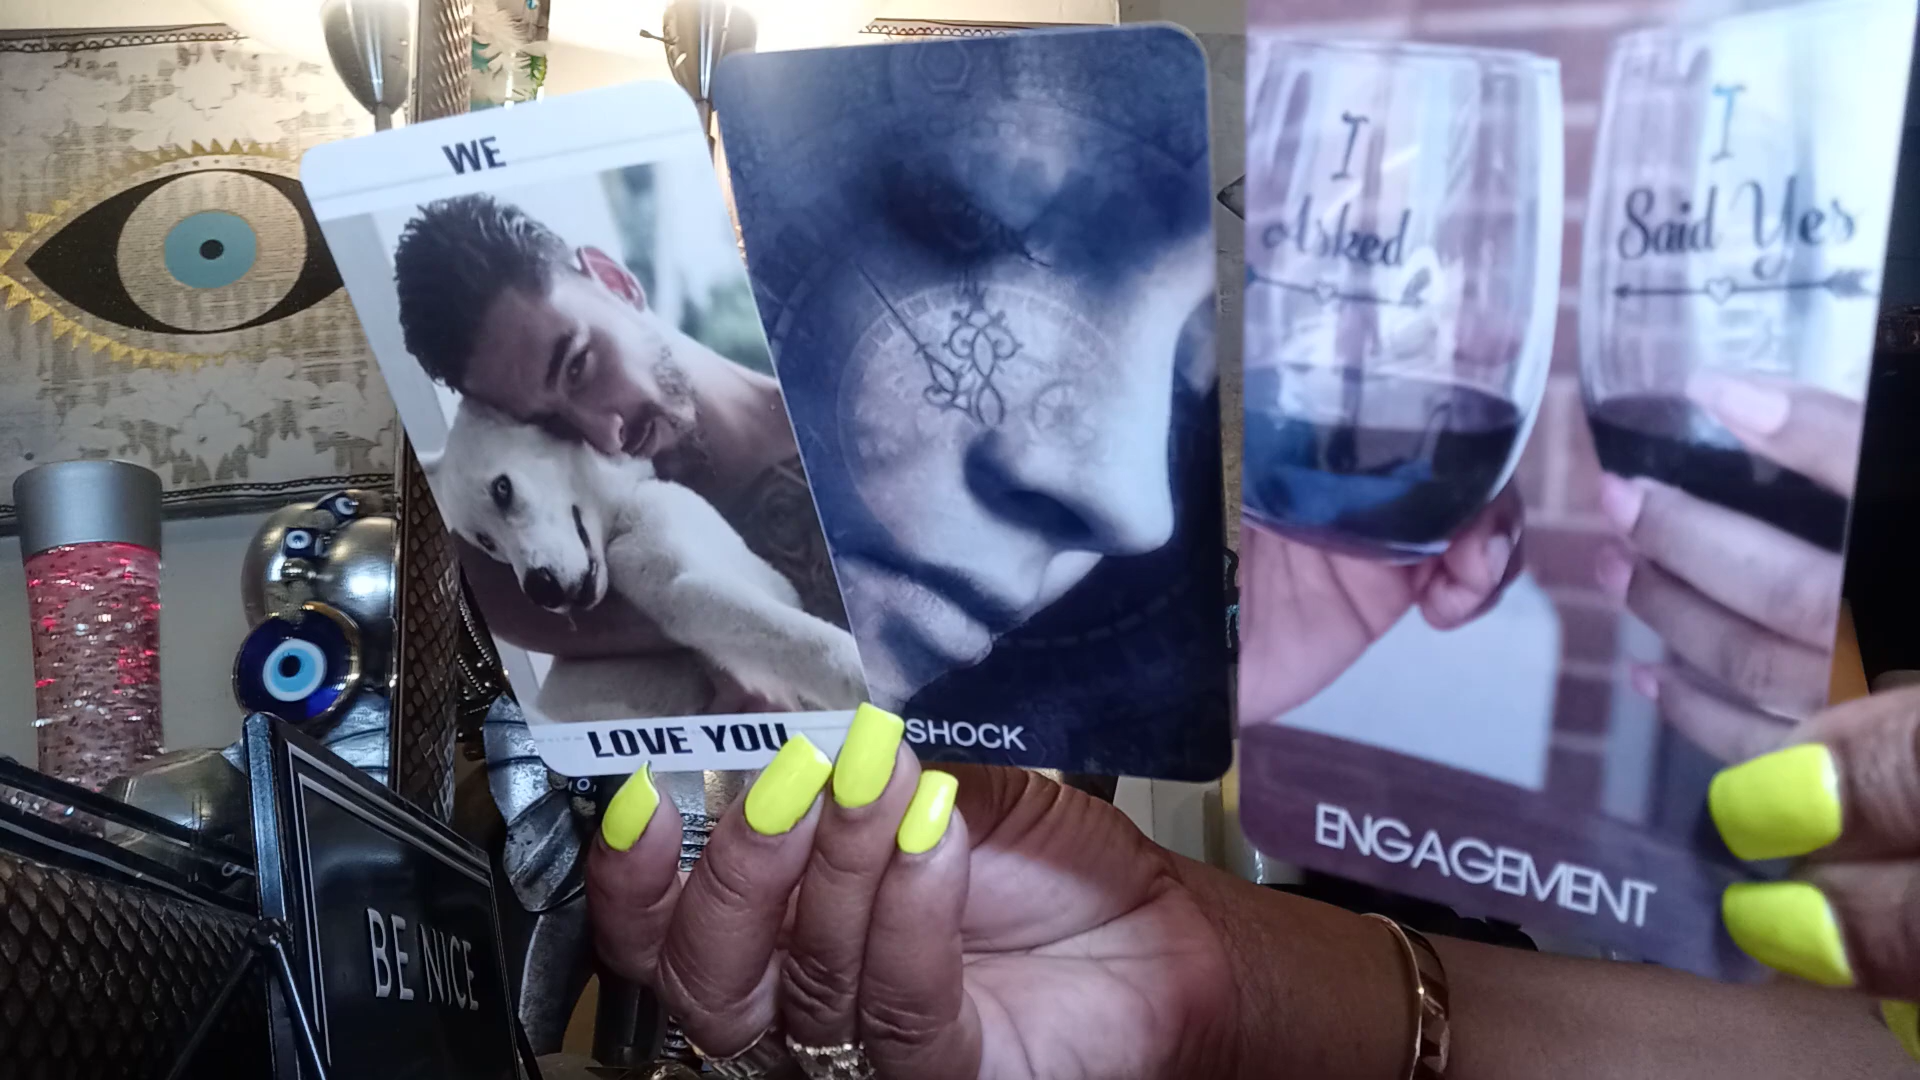 WE
LOVE YOU
SHOCK
I
Asked
I
Said Yes
ENGAGEMENT
BE NICE